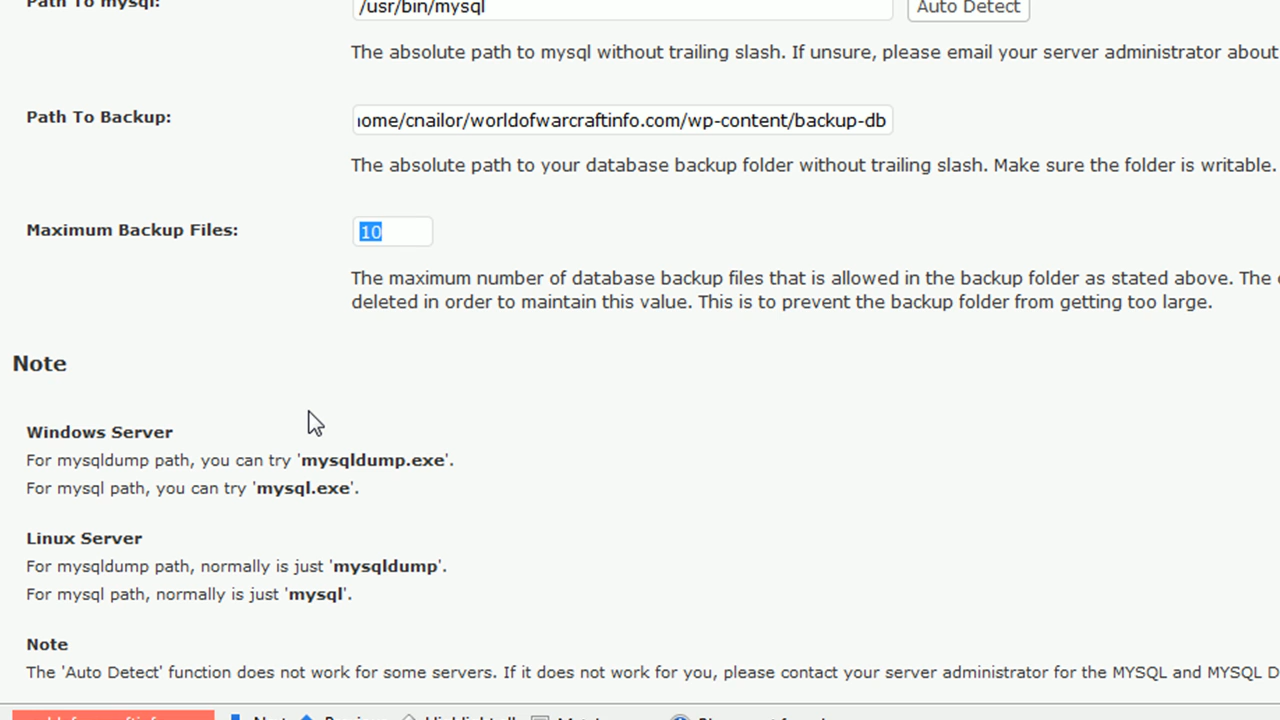 Path To mysql:
/usr/bin/mysql
Auto Detect
The absolute path to mysql without trailing slash. If unsure, please email your server administrator about
Path To Backup:
ome/cnailor/worldofwarcraftinfo.com/wp-content/backup-db
The absolute path to your database backup folder without trailing slash. Make sure the folder is writable.
Maximum Backup Files:
10
The maximum number of database backup files that is allowed in the backup folder as stated above. The
deleted in order to maintain this value. This is to prevent the backup folder from getting too large.
Note
Windows Server
For mysqldump path, you can try 'mysqldump.exe'.
For mysql path, you can try 'mysql.exe'.
Linux Server
For mysqldump path, normally is just 'mysqldump'.
For mysql path, normally is just 'mysql'.
Note
The 'Auto Detect' function does not work for some servers. If it does not work for you, please contact your server administrator for the MYSQL and MYSQL D